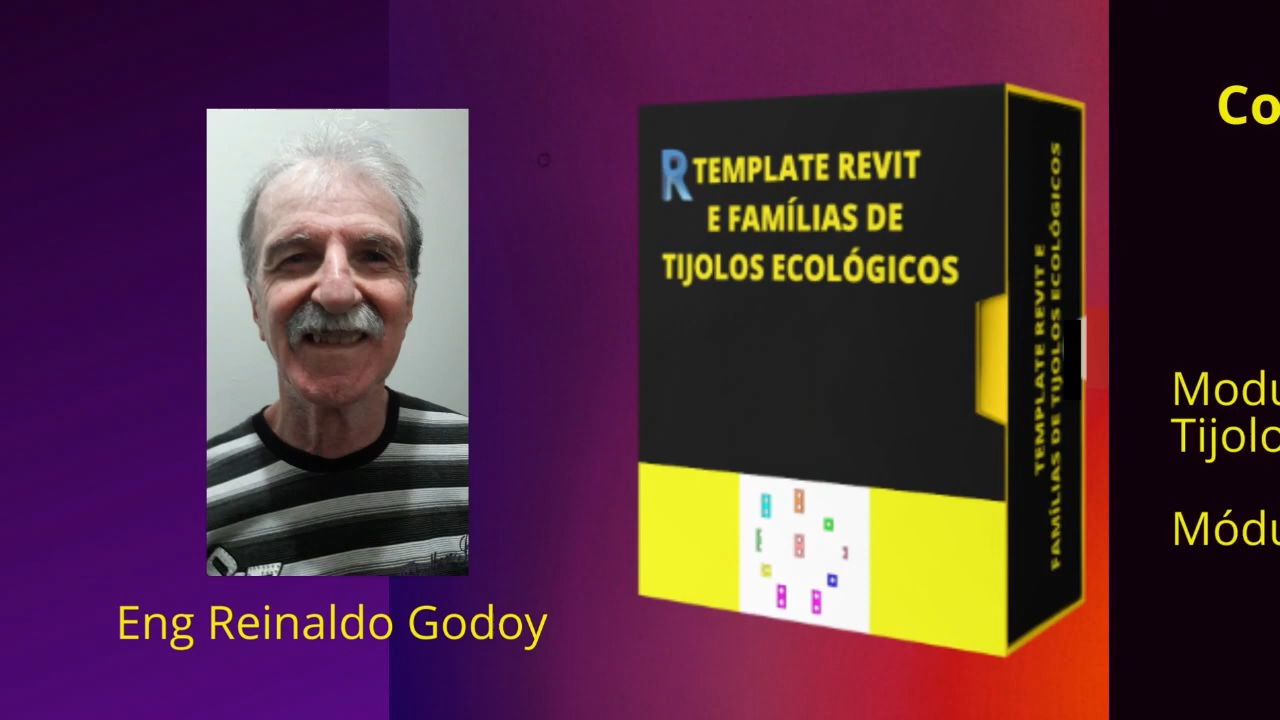 Eng Reinaldo Godoy
R TEMPLATE REVIT
E FAMÍLIAS DE
TIJOLOS ECOLÓGICOS
TEMPLATE REVIT E
FAMÍLIAS DE TIJOLOS ECOLÓGICOS